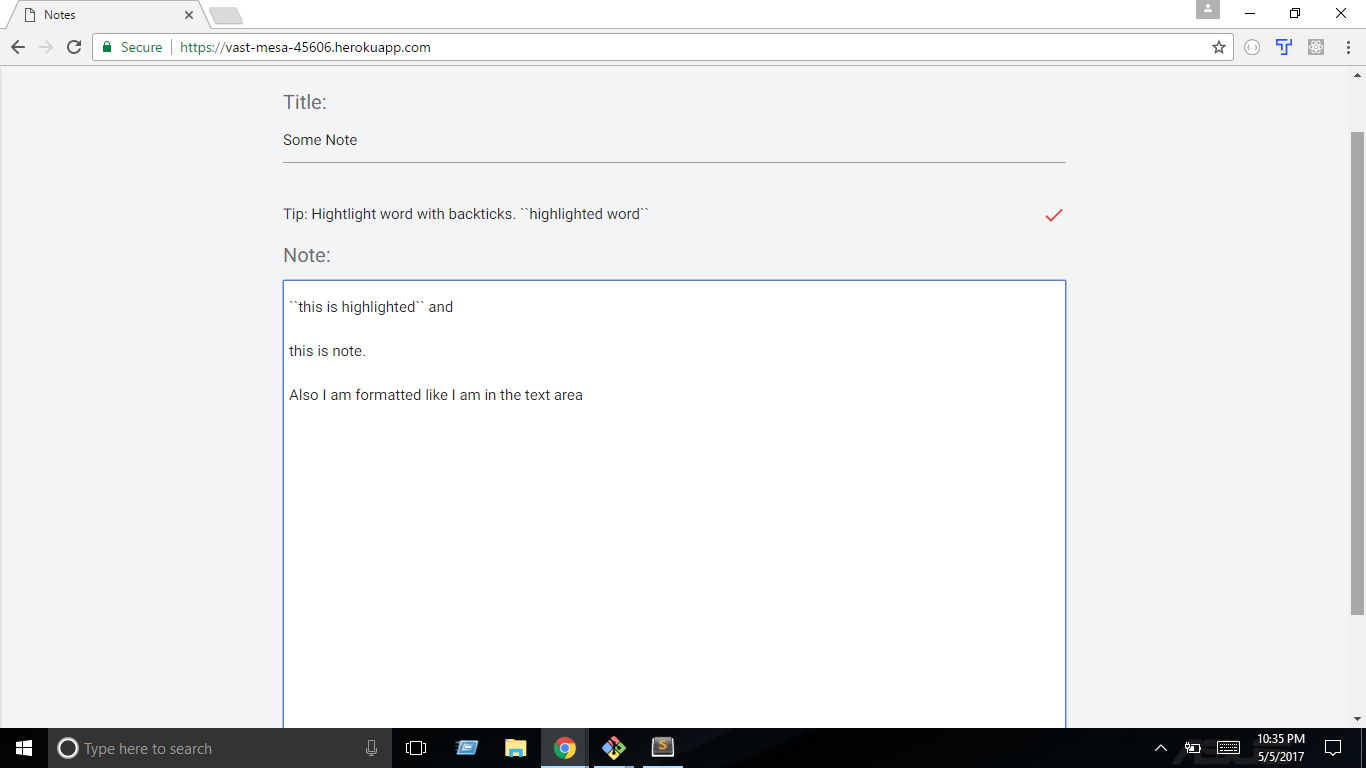 Notes
Secure
https://vast-mesa-45606.herokuapp.com
Title:
Some Note
Tip: Hightlight word with backticks. ``highlighted word``
Note:
``this is highlighted`` and
this is note.
Also I am formatted like I am in the text area
Type here to search
10:35 PM
5/5/2017